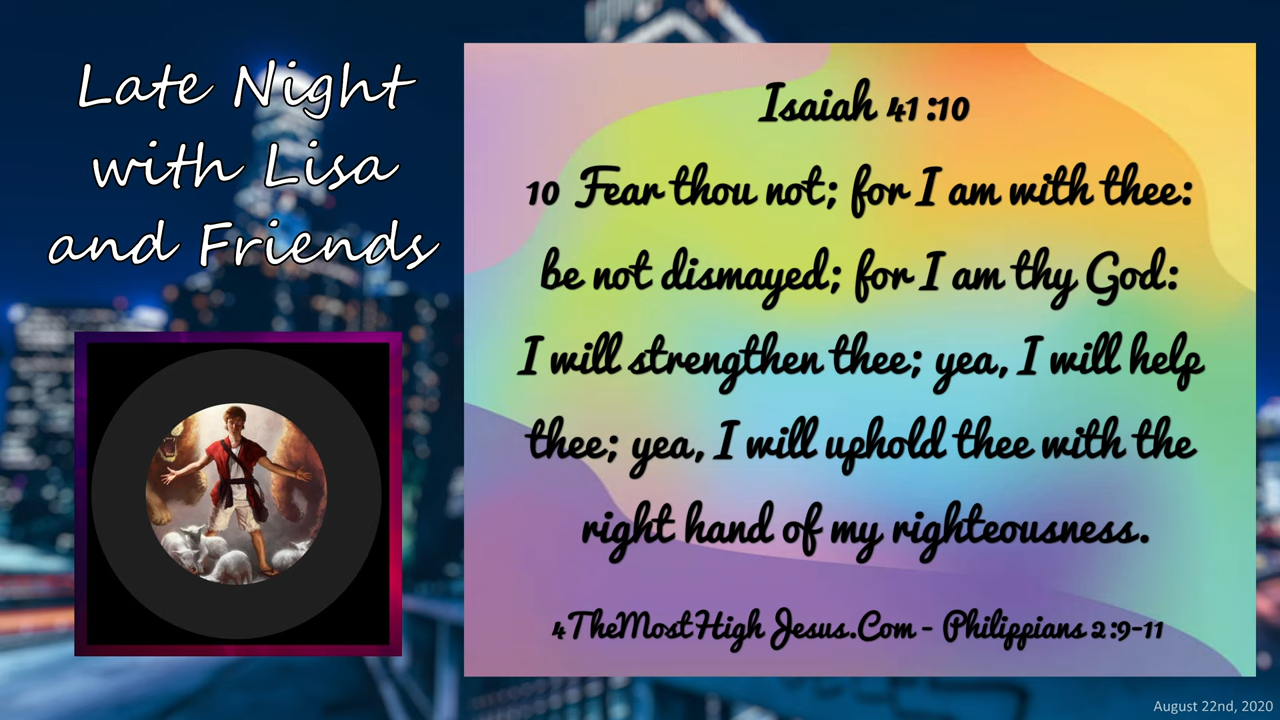 Late Night
with Lisa
and Friends
Isaiah 41:10
10 Fear thou not; for I am with thee:
be not dismayed; for I am thy God:
I will strengthen thee; yea, I will help
thee; yea, I will uphold thee with the
right hand of my righteousness.
4TheMostHighJesus.Com - Philippians 2:9-11
August 22nd, 2020